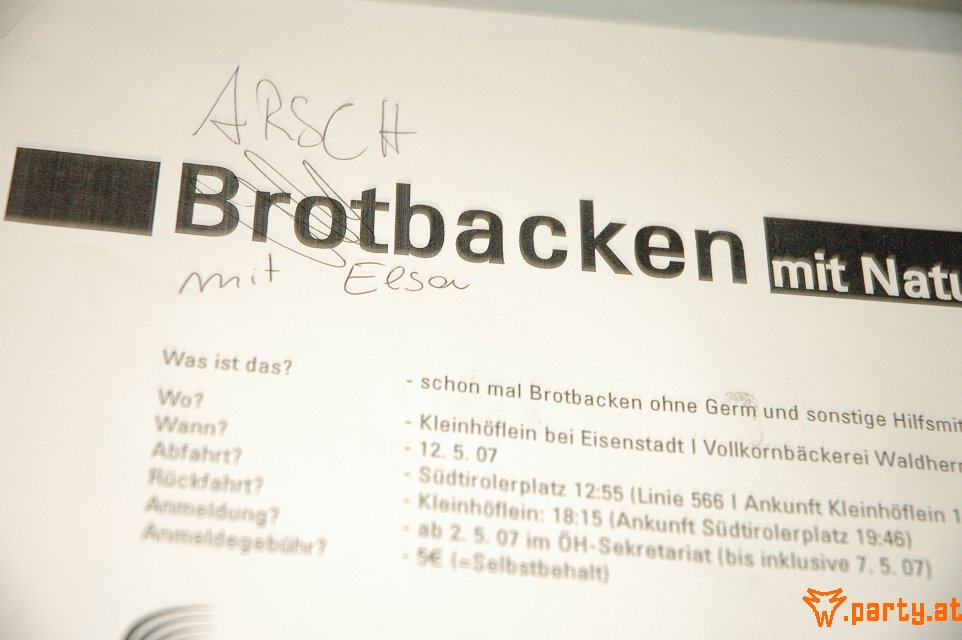 ARSCH
Brotbacken mit Natu
mit Elsa
Was ist das? - schon mal Brotbacken ohne Germ und sonstige Hilfsmit
Wo? - Kleinhöflein bei Eisenstadt | Vollkornbäckerei Waldherr
Wann? - 12. 5. 07
Abfahrt? - Südtirolerplatz 12:55 (Linie 566 | Ankunft Kleinhöflein 1
Rückfahrt? - Kleinhöflein: 18:15 (Ankunft Südtirolerplatz 19:46)
Anmeldung? - ab 2. 5. 07 im ÖH-Sekretariat (bis inklusive 7. 5. 07)
Anmeldegebühr? - 5€ (=Selbstbehalt)
.party.at